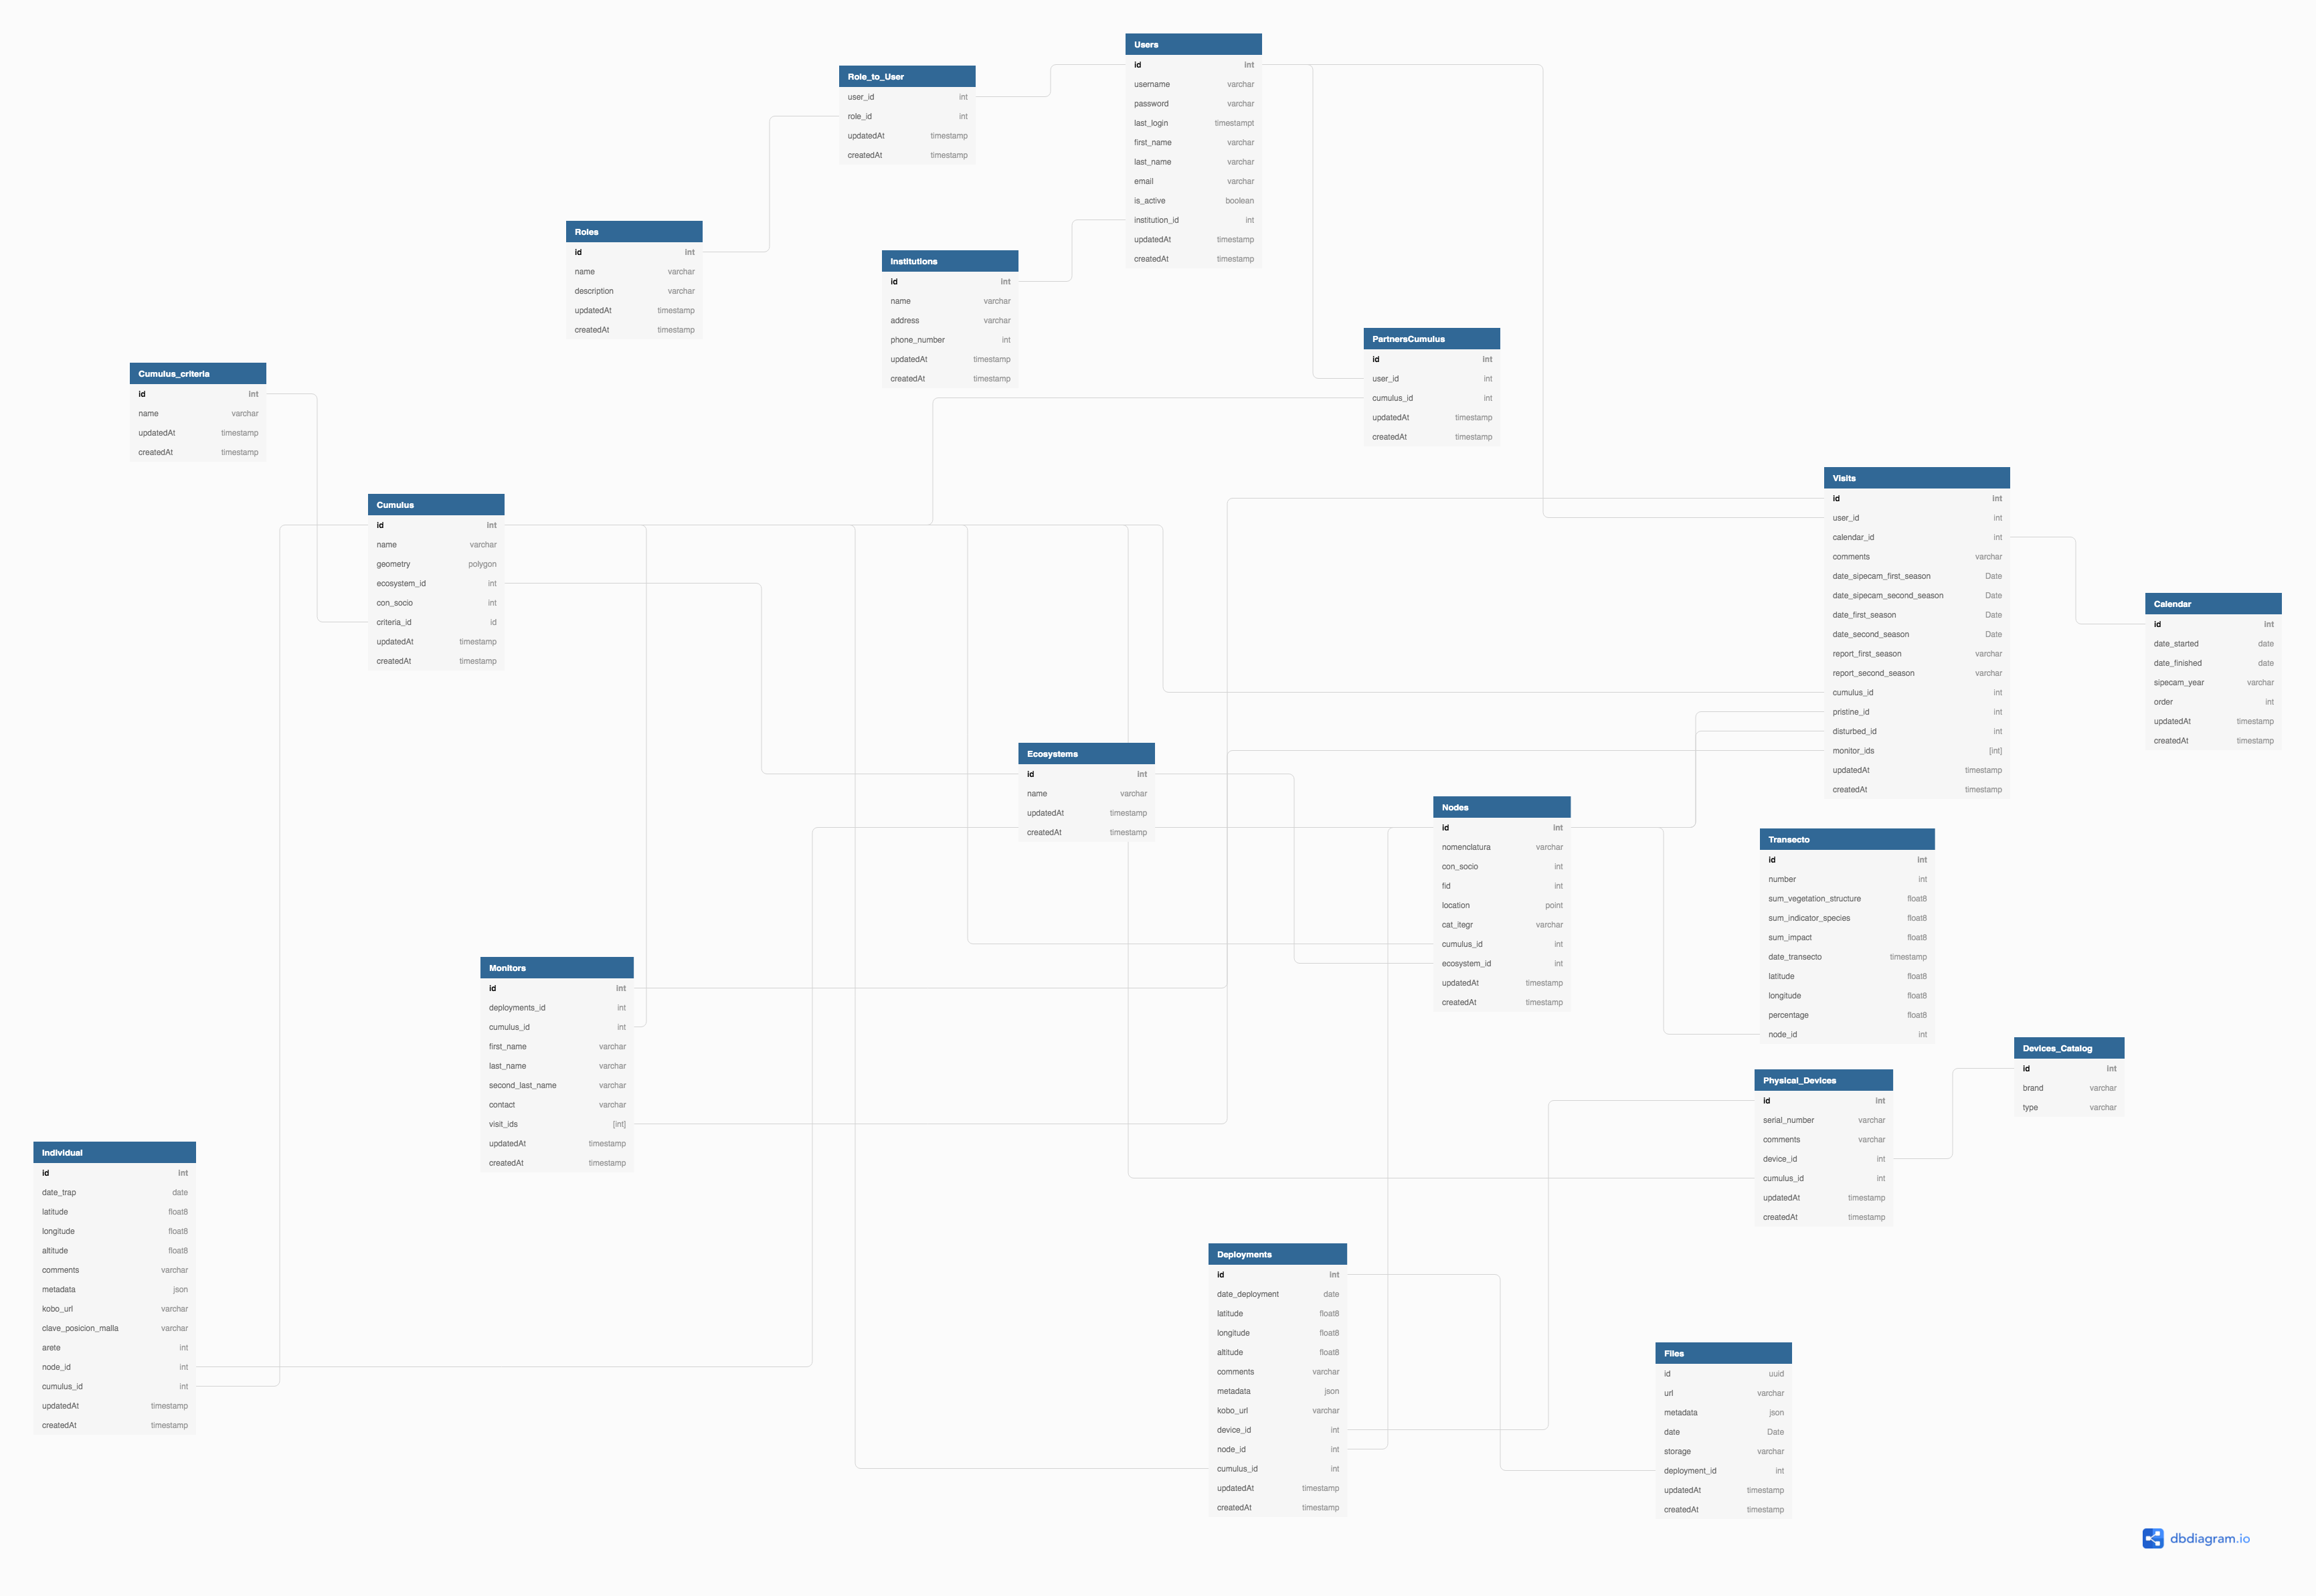 Users
id int
username varchar
password varchar
last_login timestampt
first_name varchar
last_name varchar
email varchar
is_active boolean
institution_id int
updatedAt timestamp
createdAt timestamp
Role_to_User
user_id int
role_id int
updatedAt timestamp
createdAt timestamp
Roles
id int
name varchar
description varchar
updatedAt timestamp
createdAt timestamp
Institutions
id int
name varchar
address varchar
phone_number int
updatedAt timestamp
createdAt timestamp
PartnersCumulus
id int
user_id int
cumulus_id int
updatedAt timestamp
createdAt timestamp
Cumulus_criteria
id int
name varchar
updatedAt timestamp
createdAt timestamp
Cumulus
id int
name varchar
geometry polygon
ecosystem_id int
con_socio int
criteria_id id
updatedAt timestamp
createdAt timestamp
Visits
id int
user_id int
calendar_id int
comments varchar
date_sipecam_first_season Date
date_sipecam_second_season Date
date_first_season Date
date_second_season Date
report_first_season varchar
report_second_season varchar
cumulus_id int
pristine_id int
disturbed_id int
monitor_ids [int]
updatedAt timestamp
createdAt timestamp
Calendar
id int
date_started date
date_finished date
sipecam_year varchar
order int
updatedAt timestamp
createdAt timestamp
Ecosystems
id int
name varchar
updatedAt timestamp
createdAt timestamp
Nodes
id int
nomenclatura varchar
con_socio int
fid int
location point
cat_itegr varchar
cumulus_id int
ecosystem_id int
updatedAt timestamp
createdAt timestamp
Transecto
id int
number int
sum_vegetation_structure float8
sum_indicator_species float8
sum_impact float8
date_transecto timestamp
latitude float8
longitude float8
percentage float8
node_id int
Monitors
id int
deployments_id int
cumulus_id int
first_name varchar
last_name varchar
second_last_name varchar
contact varchar
visit_ids [int]
updatedAt timestamp
createdAt timestamp
Devices_Catalog
id int
brand varchar
type varchar
Physical_Devices
id int
serial_number varchar
comments varchar
device_id int
cumulus_id int
updatedAt timestamp
createdAt timestamp
Individual
id int
date_trap date
latitude float8
longitude float8
altitude float8
comments varchar
metadata json
kobo_url varchar
clave_posicion_malla varchar
arete int
node_id int
cumulus_id int
updatedAt timestamp
createdAt timestamp
Deployments
id int
date_deployment date
latitude float8
longitude float8
altitude float8
comments varchar
metadata json
kobo_url varchar
device_id int
node_id int
cumulus_id int
updatedAt timestamp
createdAt timestamp
Files
id uuid
url varchar
metadata json
date Date
storage varchar
deployment_id int
updatedAt timestamp
createdAt timestamp
dbdiagram.io